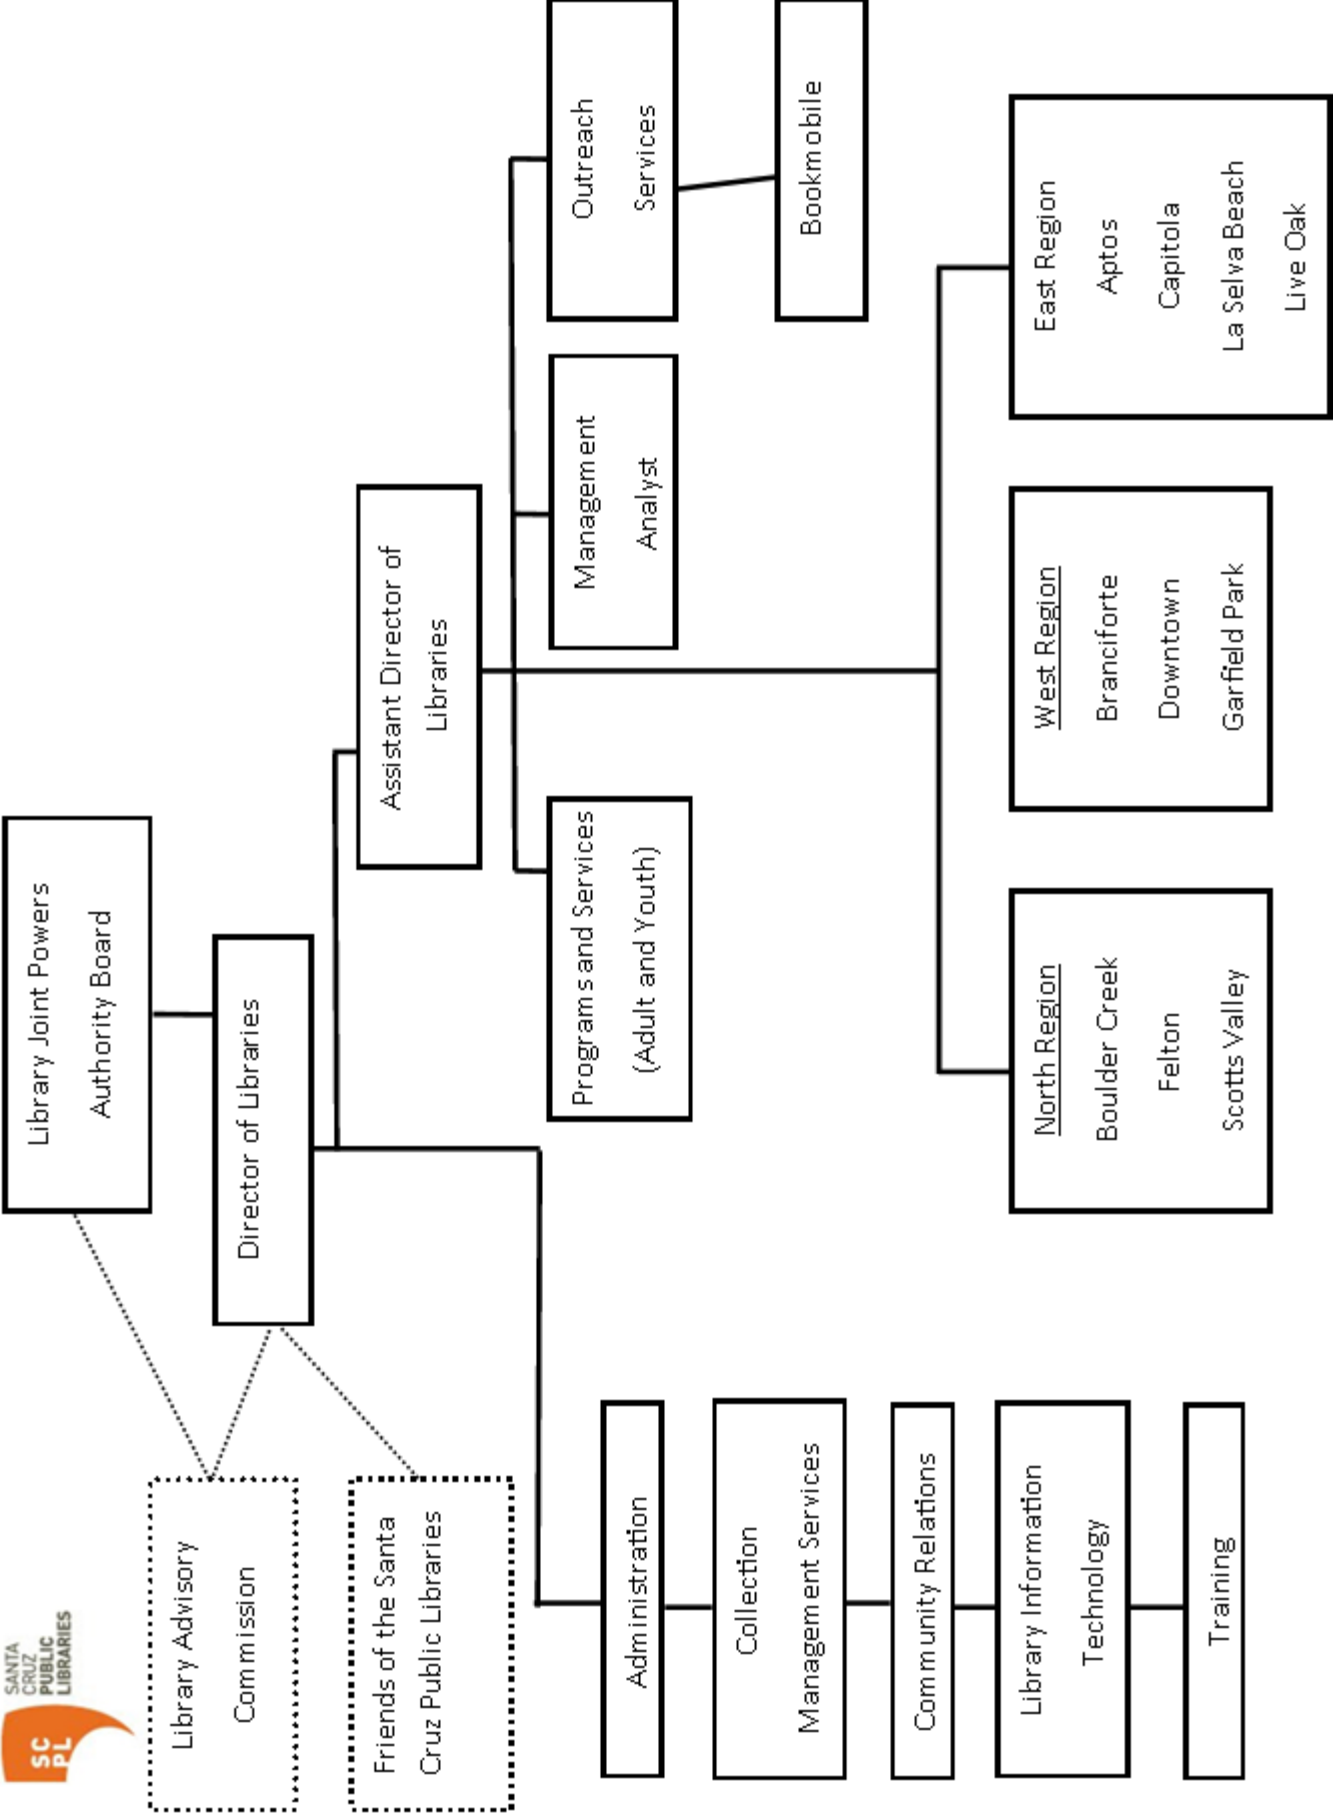 SC
PL
SANTA
CRUZ
PUBLIC
LIBRARIES
Library Joint Powers
Authority Board
Library Advisory
Commission
Director of Libraries
Friends of the Santa
Cruz Public Libraries
Assistant Director of
Libraries
Programs and Services
(Adult and Youth)
Management
Analyst
Outreach
Services
Bookmobile
Administration
Collection
Management Services
Community Relations
Library Information
Technology
Training
North Region
Boulder Creek
Felton
Scotts Valley
West Region
Branciforte
Downtown
Garfield Park
East Region
Aptos
Capitola
La Selva Beach
Live Oak